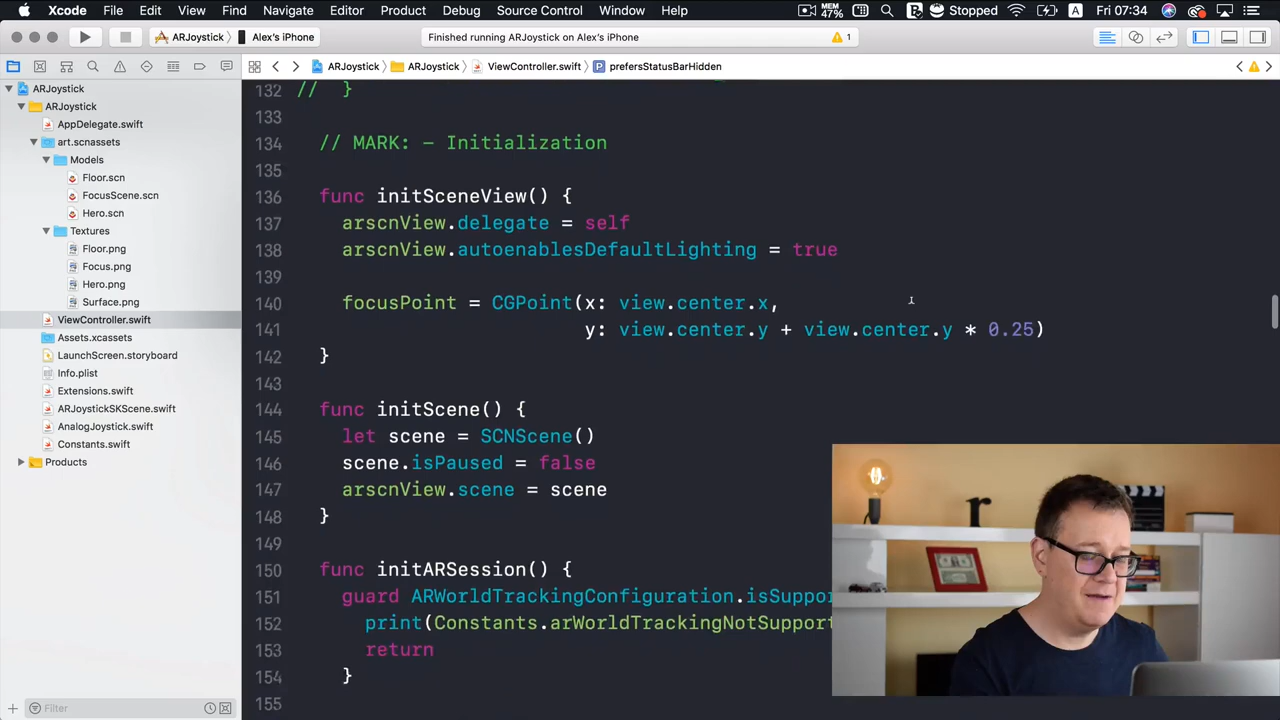 Xcode File Edit View Find Navigate Editor Product Debug Source Control Window Help MEM 47% Stopped A Fri 07:34
ARJoystick Alex's iPhone Finished running ARJoystick on Alex's iPhone 1
ARJoystick ARJoystick ViewController.swift P prefersStatusBarHidden
ARJoystick
ARJoystick
AppDelegate.swift
art.scnassets
Models
Floor.scn
FocusScene.scn
Hero.scn
Textures
Floor.png
Focus.png
Hero.png
Surface.png
ViewController.swift
Assets.xcassets
LaunchScreen.storyboard
Info.plist
Extensions.swift
ARJoystickSKScene.swift
AnalogJoystick.swift
Constants.swift
Products
Filter
132 // }
133
134 // MARK: - Initialization
135
136 func initSceneView() {
137 arscnView.delegate = self
138 arscnView.autoenablesDefaultLighting = true
139
140 focusPoint = CGPoint(x: view.center.x,
141 y: view.center.y + view.center.y * 0.25)
142 }
143
144 func initScene() {
145 let scene = SCNScene()
146 scene.isPaused = false
147 arscnView.scene = scene
148 }
149
150 func initARSession() {
151 guard ARWorldTrackingConfiguration.isSuppor
152 print(Constants.arWorldTrackingNotSupport
153 return
154 }
155